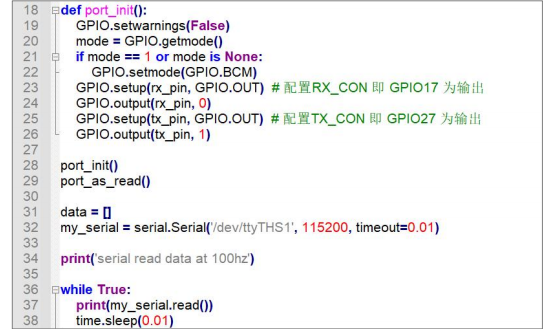 18 def port_init():
19 GPIO.setwarnings(False)
20 mode = GPIO.getmode()
21 if mode == 1 or mode is None:
22 GPIO.setmode(GPIO.BCM)
23 GPIO.setup(rx_pin, GPIO.OUT) # 配置RX_CON 即 GPIO17 为输出
24 GPIO.output(rx_pin, 0)
25 GPIO.setup(tx_pin, GPIO.OUT) # 配置TX_CON 即 GPIO27 为输出
26 GPIO.output(tx_pin, 1)
27
28 port_init()
29 port_as_read()
30
31 data = []
32 my_serial = serial.Serial('/dev/ttyTHS1', 115200, timeout=0.01)
33
34 print('serial read data at 100hz')
35
36 while True:
37 print(my_serial.read())
38 time.sleep(0.01)